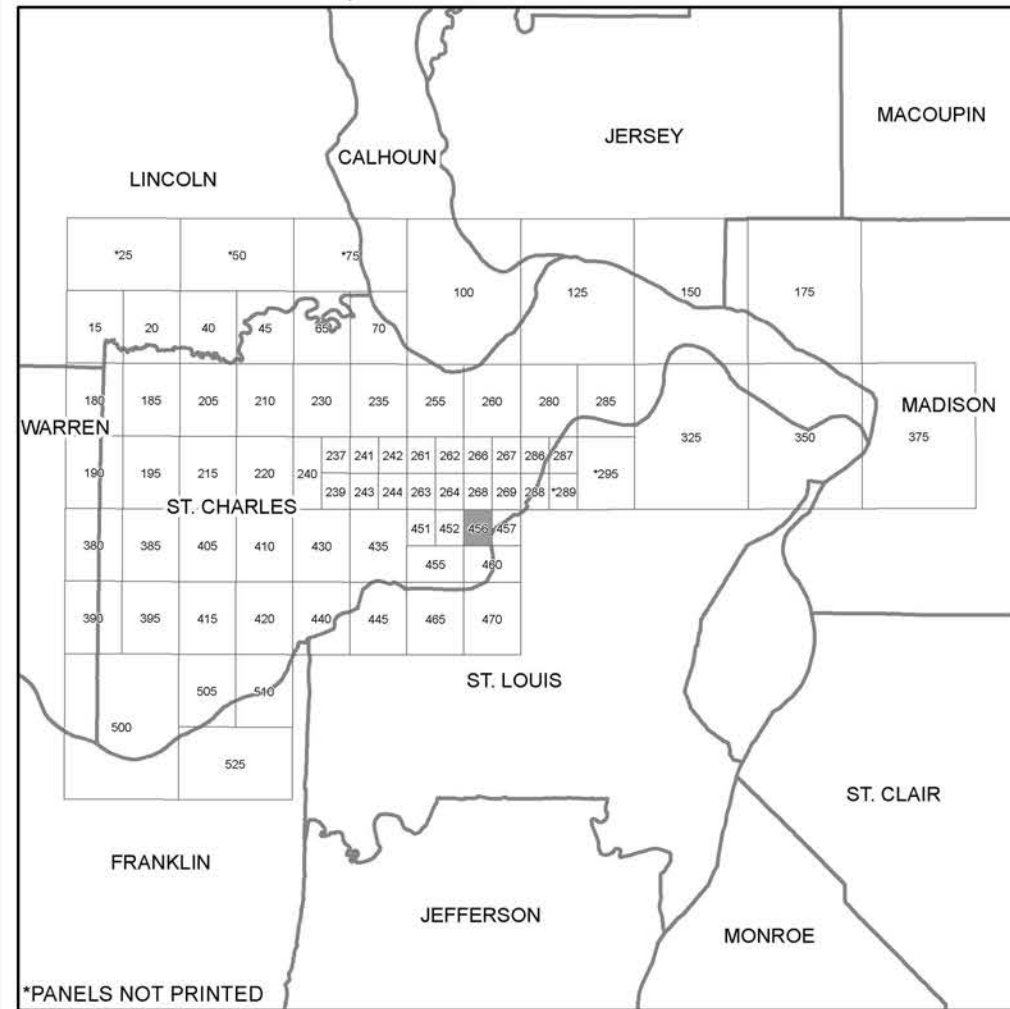 MACOUPIN
JERSEY
CALHOUN
LINCOLN
*25 *50 *75
100 125 150 175
15 20 40 45 65 70
180 185 205 210 230 235 255 260 280 285
MADISON
WARREN
325 350 375
237 241 242 261 262 266 267 286 287
190 195 215 220 240 *295
239 243 244 263 264 268 269 288 *289
ST. CHARLES
451 452 456 457
380 385 405 410 430 435
455 460
390 395 415 420 440 445 465 470
ST. LOUIS
505 510
500
525
ST. CLAIR
FRANKLIN
JEFFERSON
MONROE
*PANELS NOT PRINTED